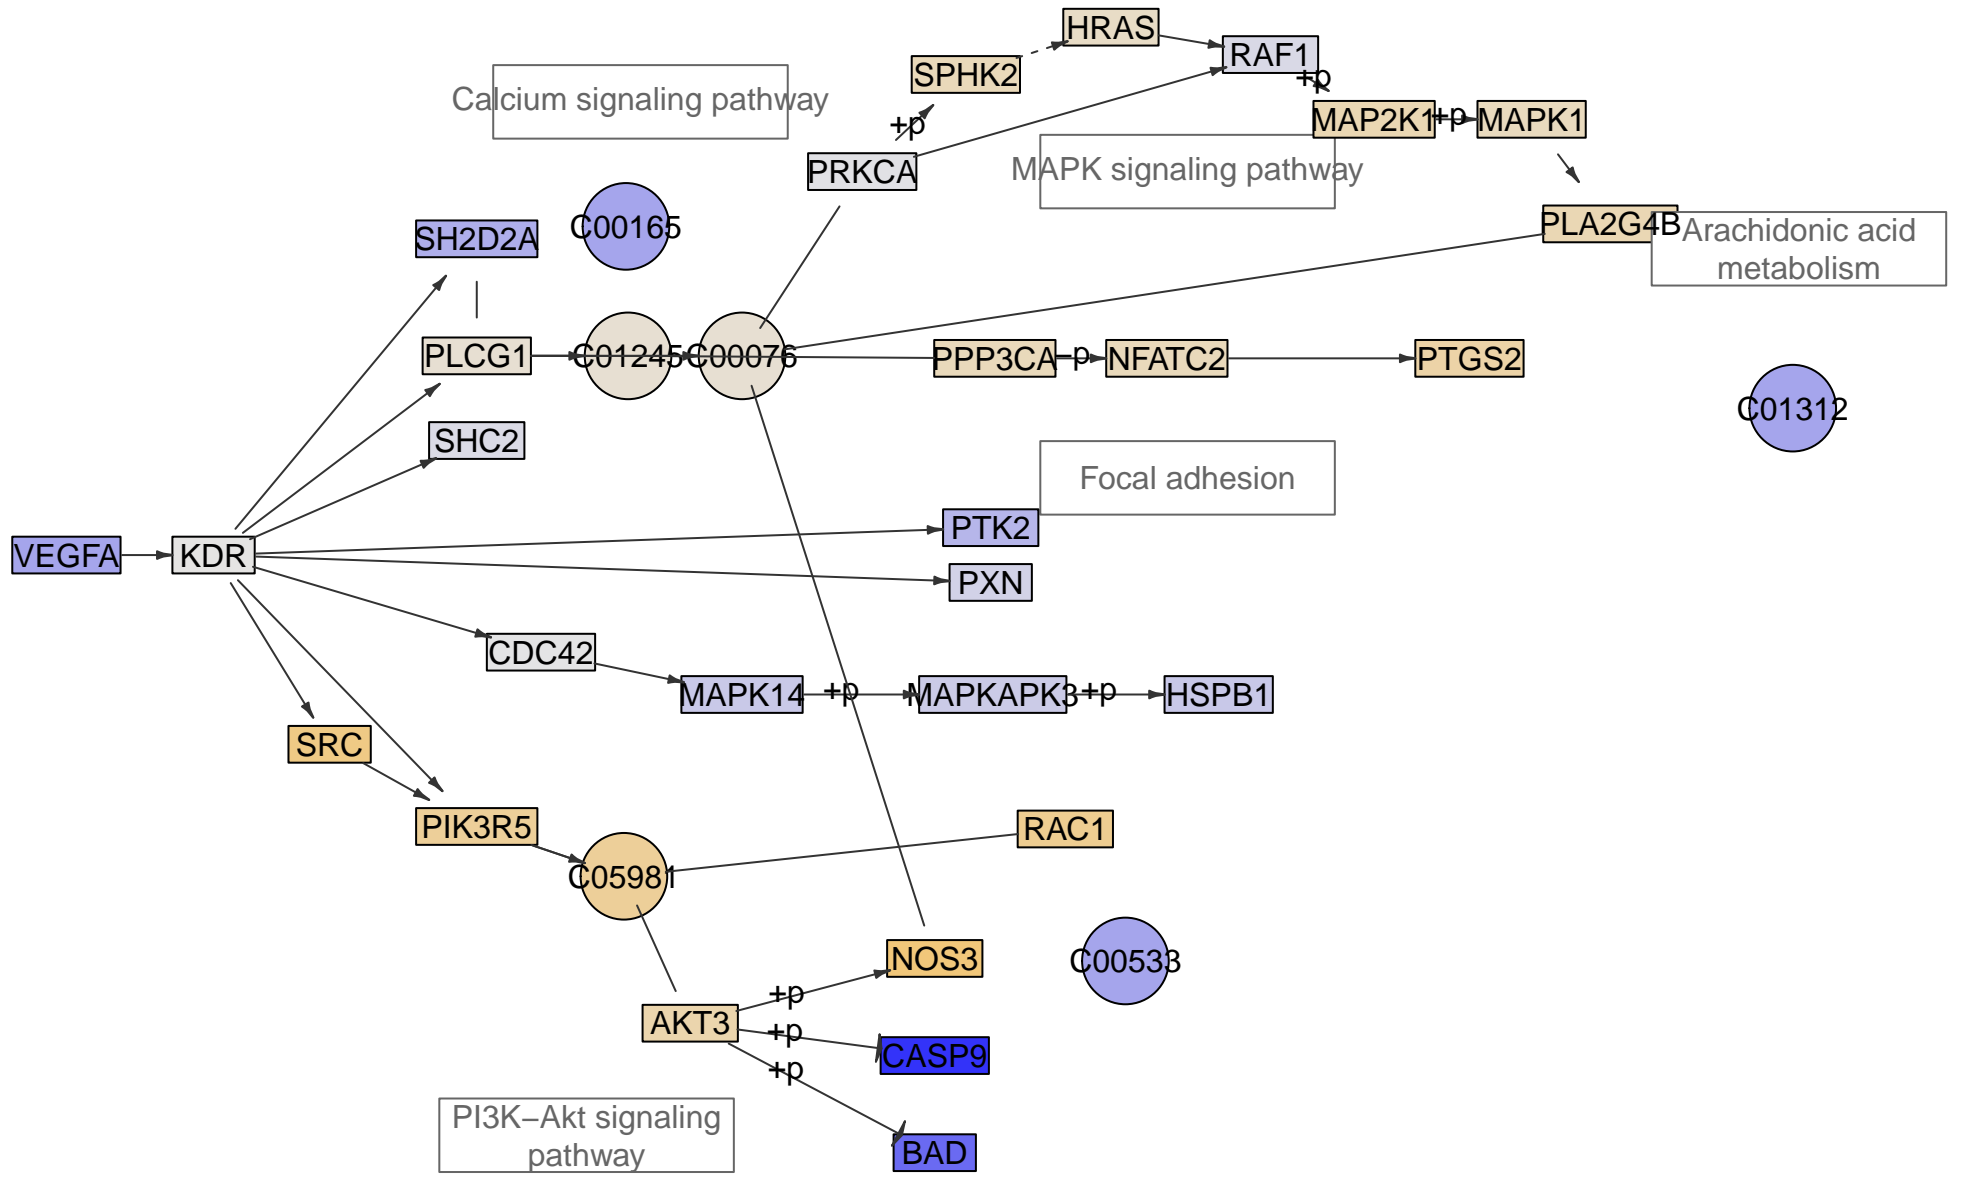 HRAS
RAF1
SPHK2
+p
Calcium signaling pathway
MAP2K1
+p
MAPK1
+p
PRKCA
MAPK signaling pathway
SH2D2A
C00165
PLA2G4B
Arachidonic acid
metabolism
PLCG1
C01245
C00076
PPP3CA
−p
NFATC2
PTGS2
C01312
SHC2
Focal adhesion
PTK2
VEGFA
KDR
PXN
CDC42
MAPK14
+p
MAPKAPK3
+p
HSPB1
SRC
PIK3R5
RAC1
C05981
NOS3
C00533
+p
AKT3
+p
CASP9
+p
PI3K−Akt signaling
pathway
BAD